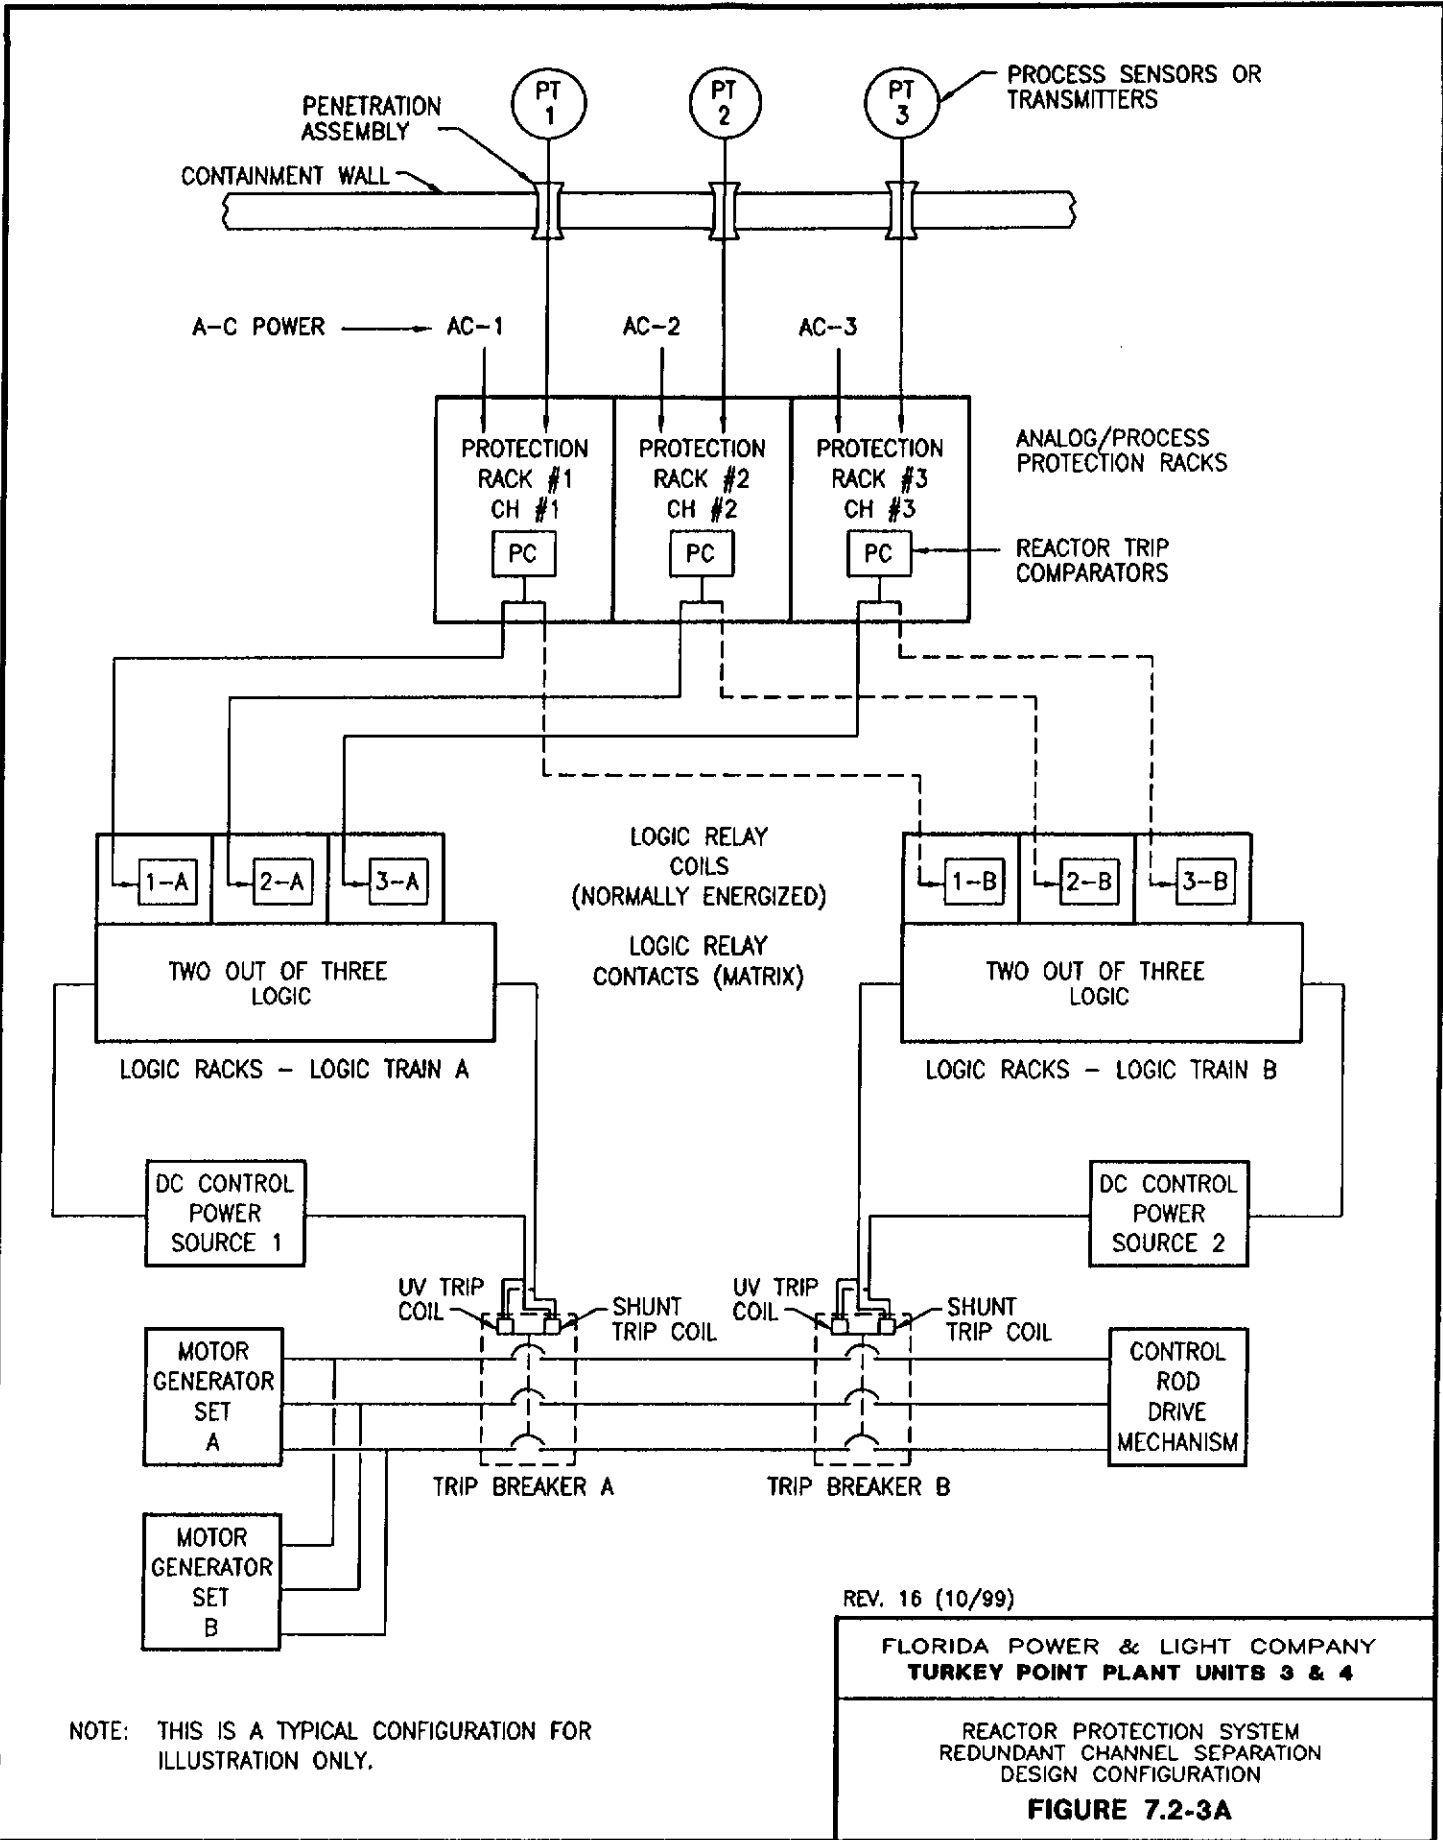 PT
1
PT
2
PT
3
PROCESS SENSORS OR
TRANSMITTERS
PENETRATION
ASSEMBLY
CONTAINMENT WALL
A-C POWER
AC-1
AC-2
AC-3
PROTECTION
RACK #1
CH #1
PC
PROTECTION
RACK #2
CH #2
PC
PROTECTION
RACK #3
CH #3
PC
ANALOG/PROCESS
PROTECTION RACKS
REACTOR TRIP
COMPARATORS
1-A
2-A
3-A
LOGIC RELAY
COILS
(NORMALLY ENERGIZED)
1-B
2-B
3-B
TWO OUT OF THREE
LOGIC
LOGIC RELAY
CONTACTS (MATRIX)
TWO OUT OF THREE
LOGIC
LOGIC RACKS - LOGIC TRAIN A
LOGIC RACKS - LOGIC TRAIN B
DC CONTROL
POWER
SOURCE 1
DC CONTROL
POWER
SOURCE 2
UV TRIP
COIL
SHUNT
TRIP COIL
UV TRIP
COIL
SHUNT
TRIP COIL
MOTOR
GENERATOR
SET
A
CONTROL
ROD
DRIVE
MECHANISM
TRIP BREAKER A
TRIP BREAKER B
MOTOR
GENERATOR
SET
B
REV. 16 (10/99)
FLORIDA POWER & LIGHT COMPANY
TURKEY POINT PLANT UNITS 3 & 4
NOTE: THIS IS A TYPICAL CONFIGURATION FOR
ILLUSTRATION ONLY.
REACTOR PROTECTION SYSTEM
REDUNDANT CHANNEL SEPARATION
DESIGN CONFIGURATION
FIGURE 7.2-3A